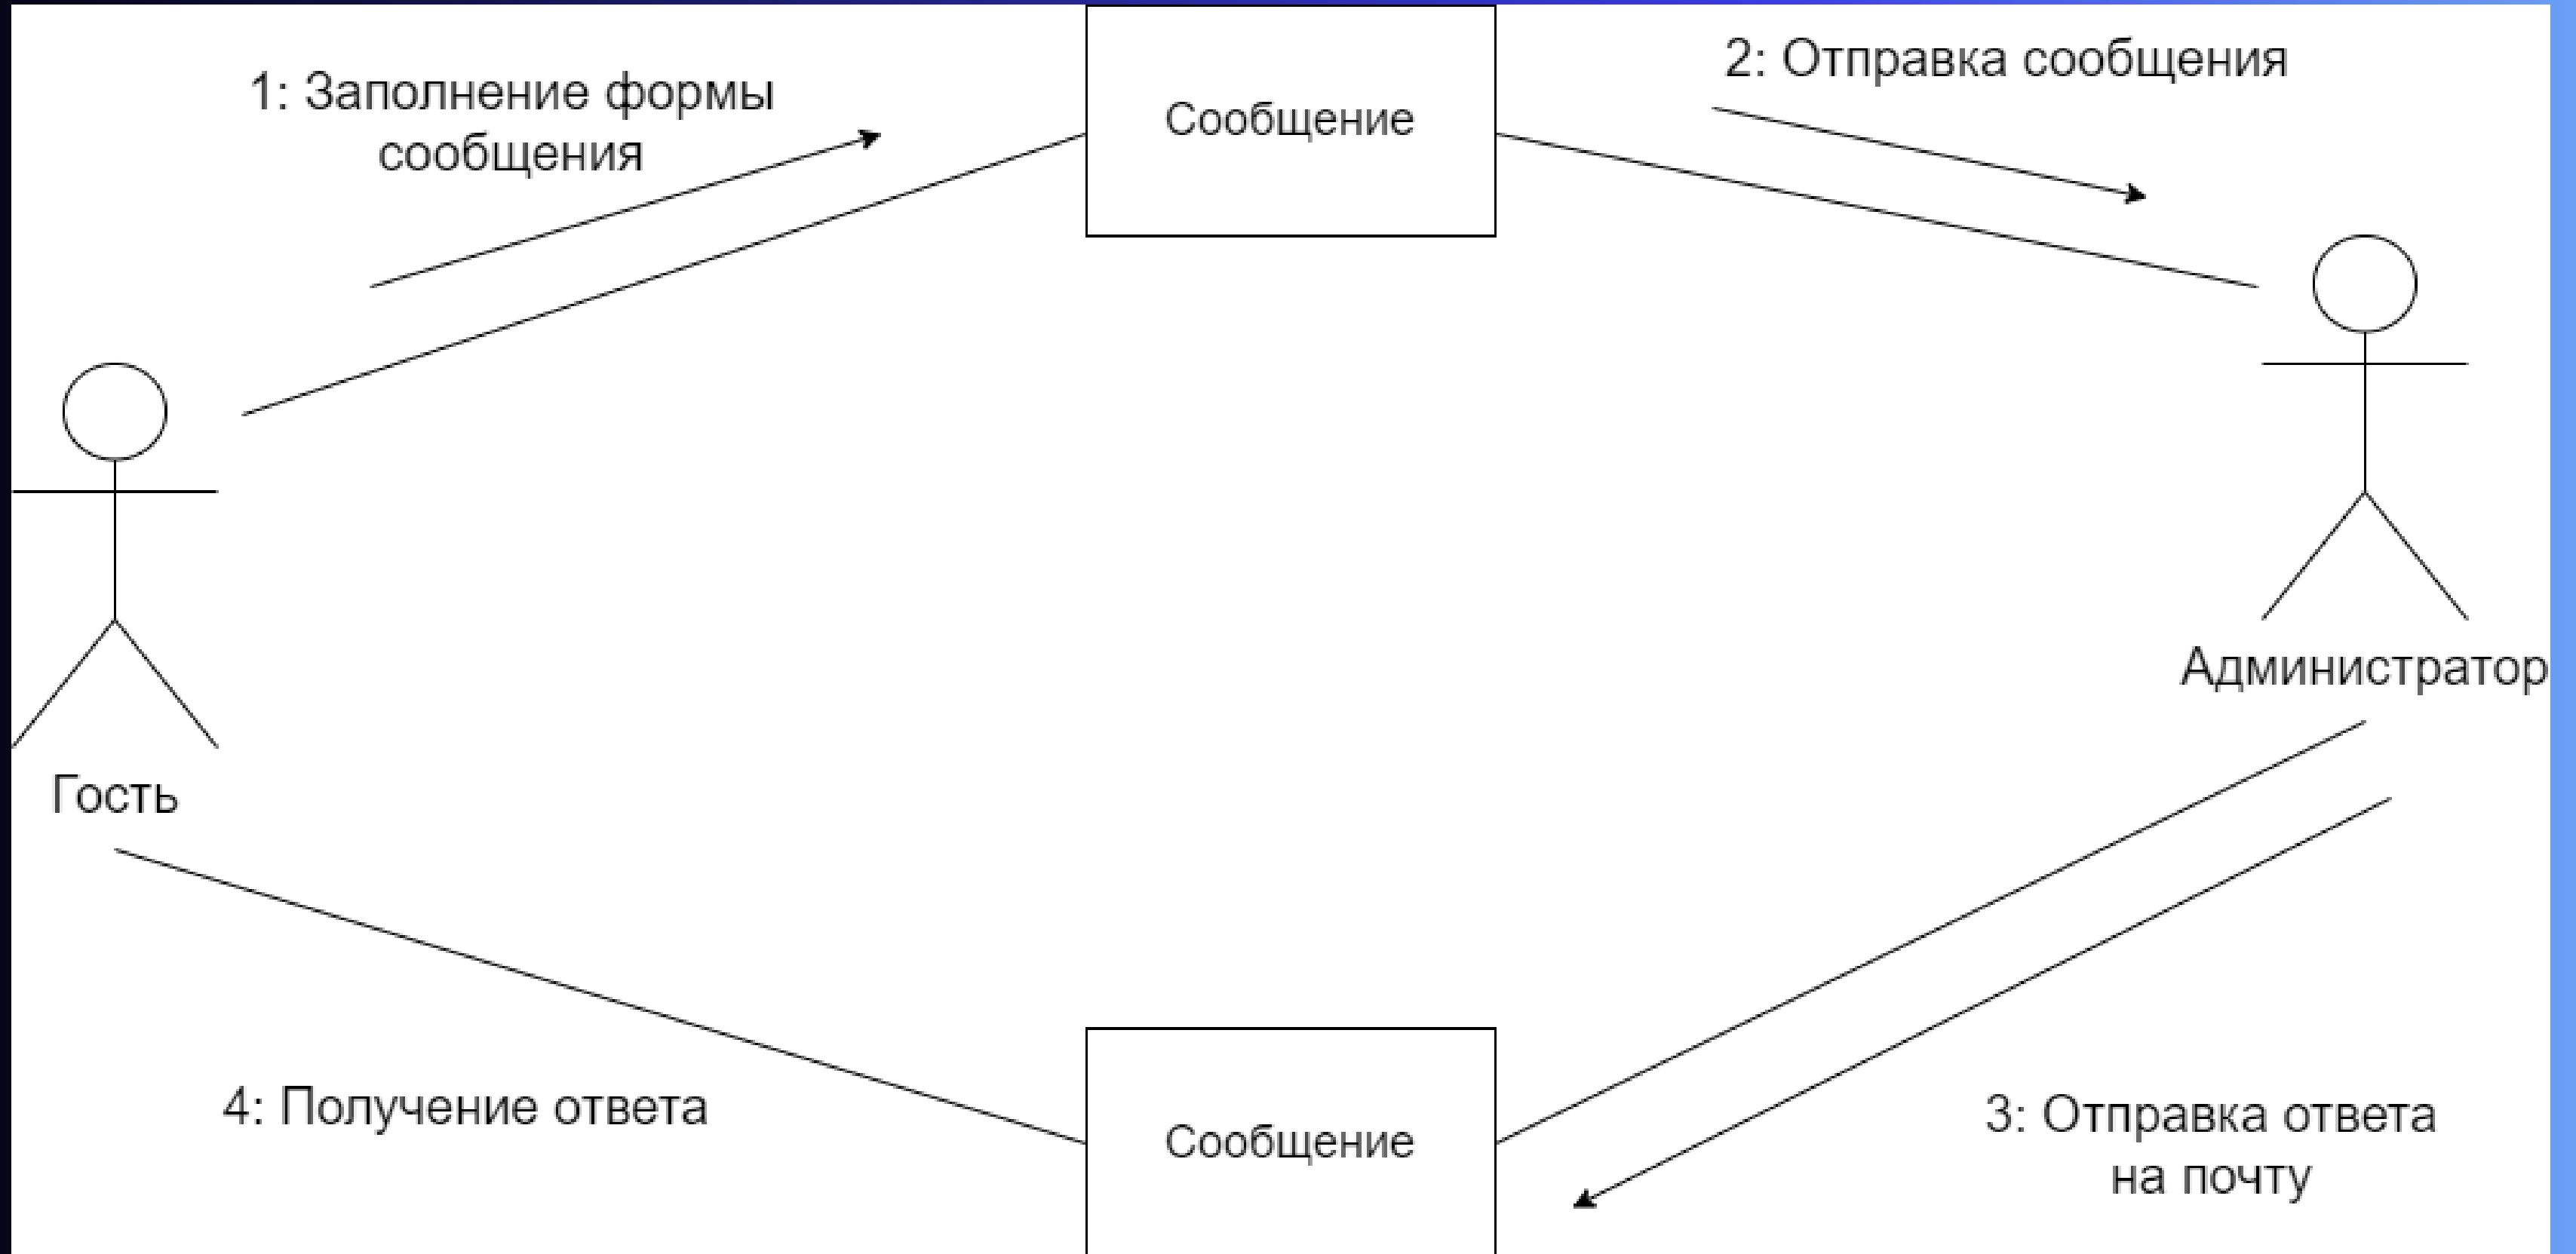 1: Заполнение формы
сообщения
Сообщение
2: Отправка сообщения
Гость
Администратор
4: Получение ответа
Сообщение
3: Отправка ответа
на почту